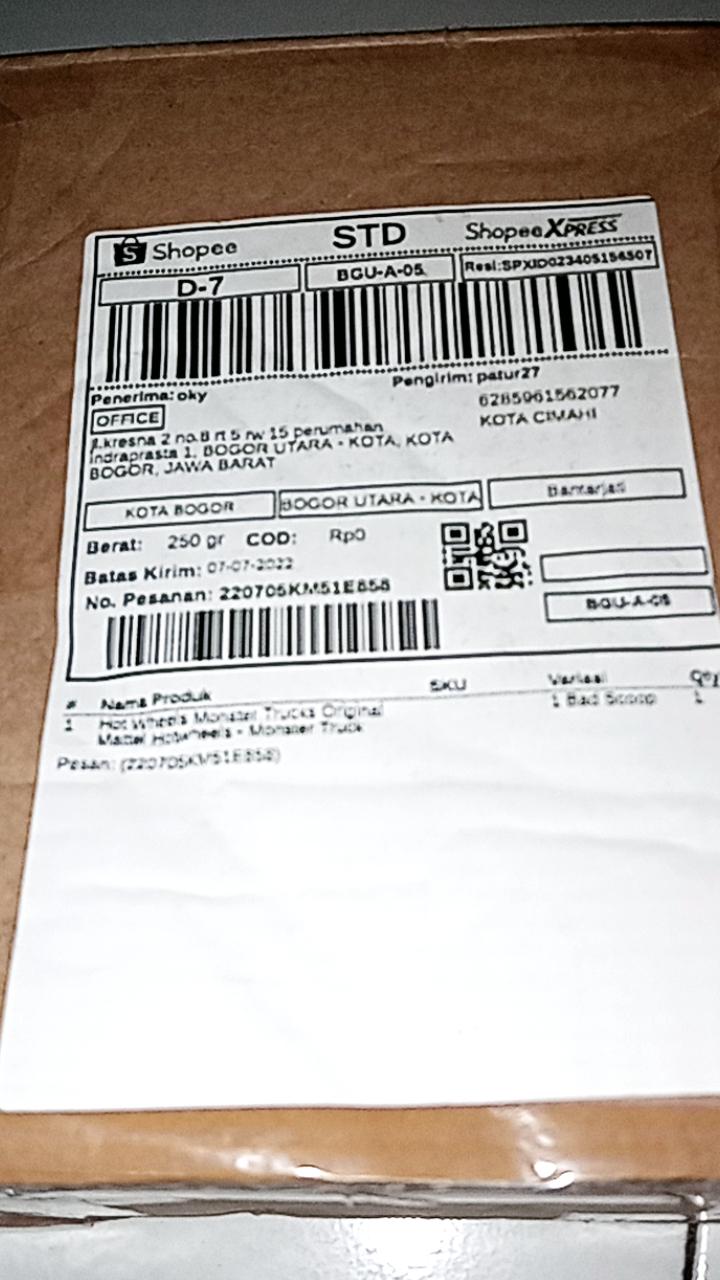 Shopee
STD
Shopee XPRESS
D-7
BGU-A-05
Resi:SPXID023405156507
Penerima: oky
Pengirim: patur27
OFFICE
6285961562077
KOTA CIMAHI
jl.kresna 2 no.8 rt 5 rw 15 perumahan
indraprasta 1, BOGOR UTARA - KOTA, KOTA
BOGOR, JAWA BARAT
KOTA BOGOR
BOGOR UTARA - KOTA
Bantarjati
Berat: 250 gr COD: Rp0
Batas Kirim: 07-07-2022
No. Pesanan: 220705KM51E858
BGU-A-05
# Nama Produk SKU Variasi Qty
1 Hot Wheels Monster Trucks Original 1 Bad Scoop 1
Mattel Hotwheels - Monster Truck
Pesan: (220705KM51E858)